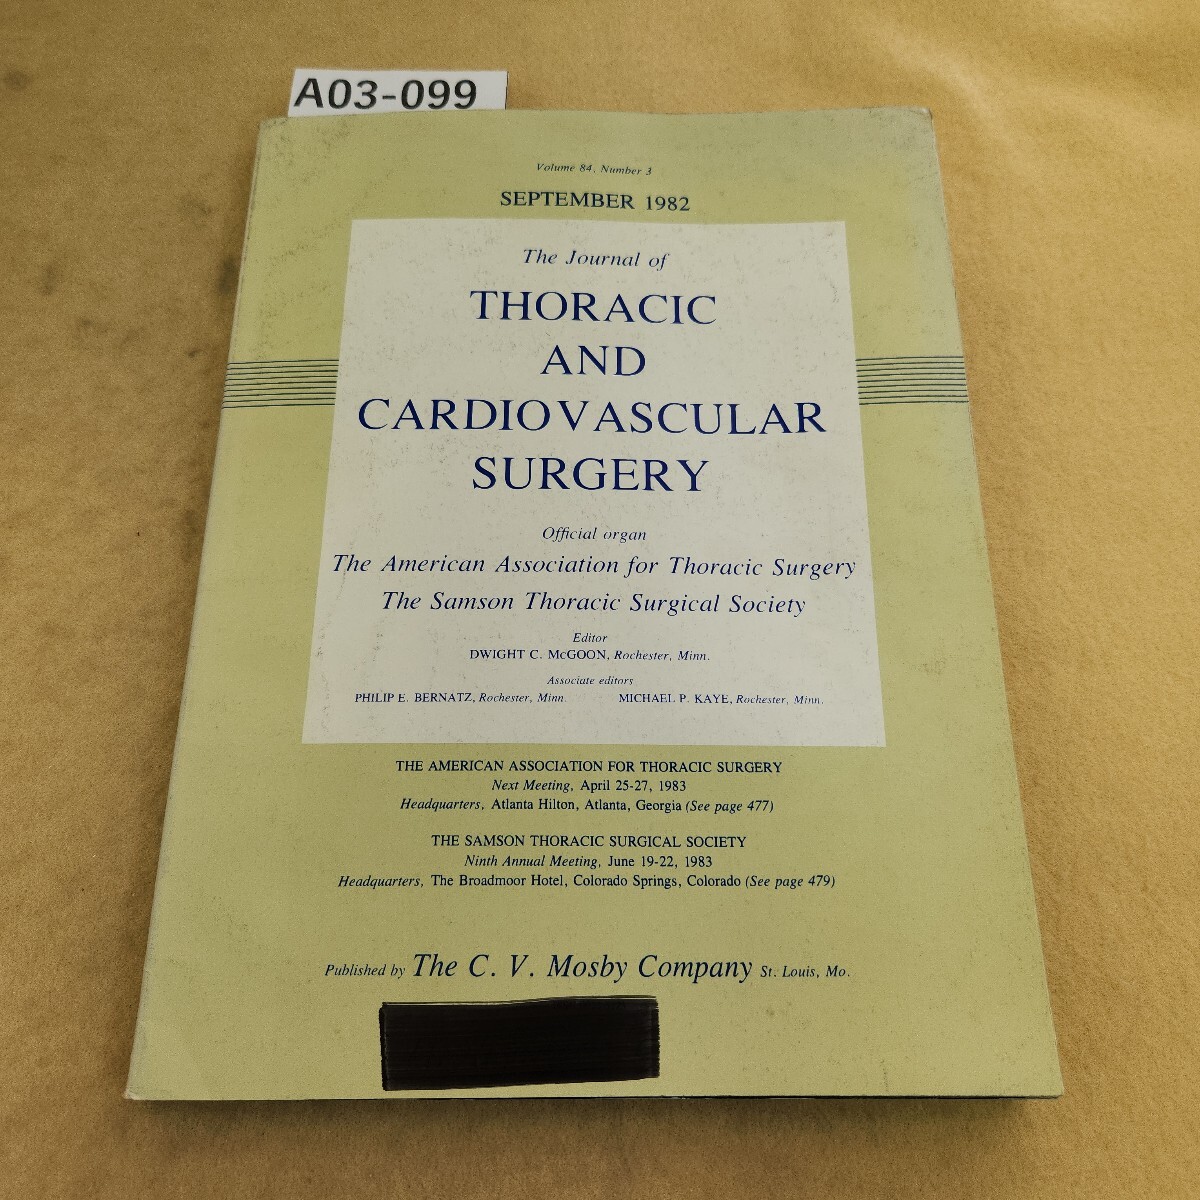 A03-099
Volume 84, Number 3
SEPTEMBER 1982
The Journal of
THORACIC
AND
CARDIOVASCULAR
SURGERY
Official organ
The American Association for Thoracic Surgery
The Samson Thoracic Surgical Society
Editor
DWIGHT C. McGOON, Rochester, Minn.
Associate editors
PHILIP E. BERNATZ, Rochester, Minn. MICHAEL P. KAYE, Rochester, Minn.
THE AMERICAN ASSOCIATION FOR THORACIC SURGERY
Next Meeting, April 25-27, 1983
Headquarters, Atlanta Hilton, Atlanta, Georgia (See page 477)
THE SAMSON THORACIC SURGICAL SOCIETY
Ninth Annual Meeting, June 19-22, 1983
Headquarters, The Broadmoor Hotel, Colorado Springs, Colorado (See page 479)
Published by The C. V. Mosby Company St. Louis, Mo.